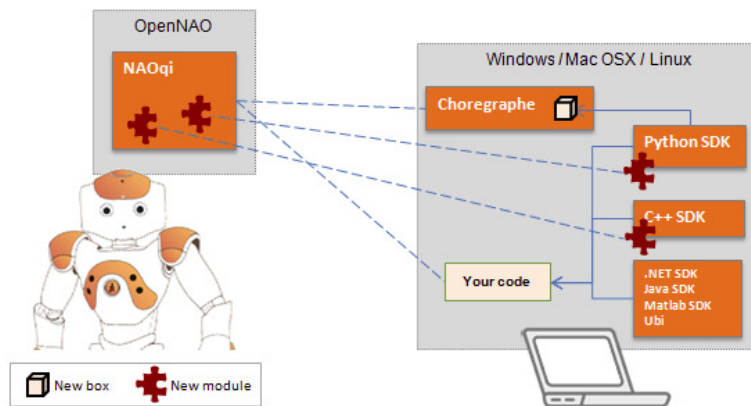 OpenNAO
NAOqi
Windows / Mac OSX / Linux
Choregraphe
Python SDK
C++ SDK
Your code
.NET SDK
Java SDK
Matlab SDK
Ubi
New box
New module